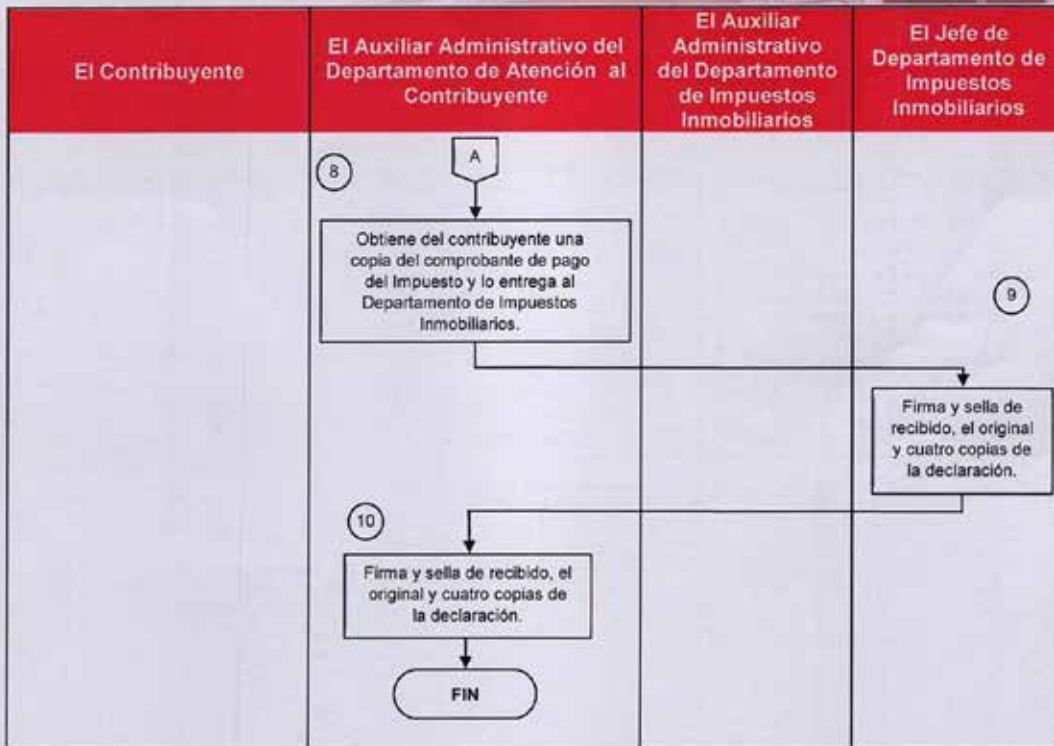 El Contribuyente
El Auxiliar Administrativo del
Departamento de Atención al
Contribuyente
El Auxiliar
Administrativo
del Departamento
de Impuestos
Inmobiliarios
El Jefe de
Departamento de
Impuestos
Inmobiliarios
A
8
Obtiene del contribuyente una
copia del comprobante de pago
del Impuesto y lo entrega al
Departamento de Impuestos
Inmobiliarios.
9
Firma y sella de
recibido, el original
y cuatro copias de
la declaración.
10
Firma y sella de recibido, el
original y cuatro copias de
la declaración.
FIN